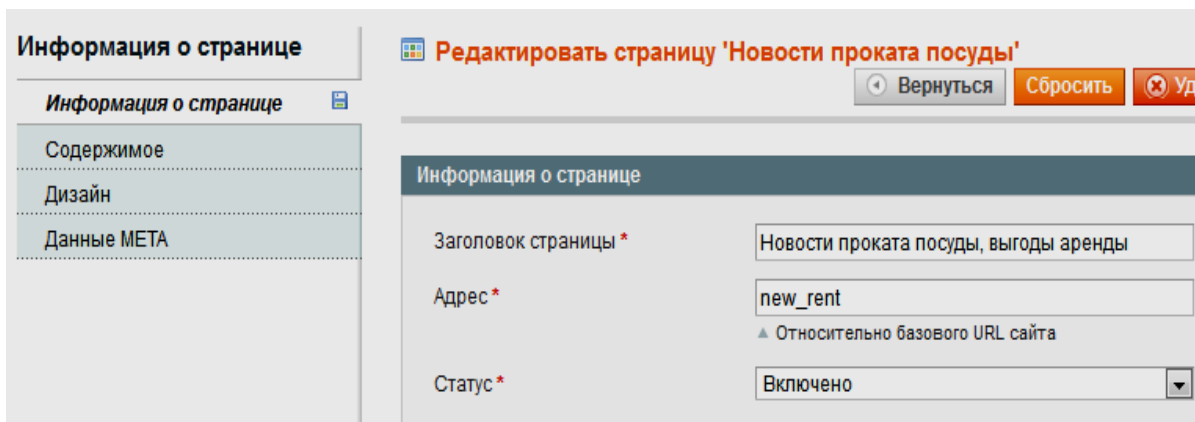 Информация о странице
Информация о странице
Содержимое
Дизайн
Данные META
Редактировать страницу 'Новости проката посуды'
Вернуться Сбросить Уд
Информация о странице
Заголовок страницы * Новости проката посуды, выгоды аренды
Адрес * new_rent
Относительно базового URL сайта
Статус * Включено